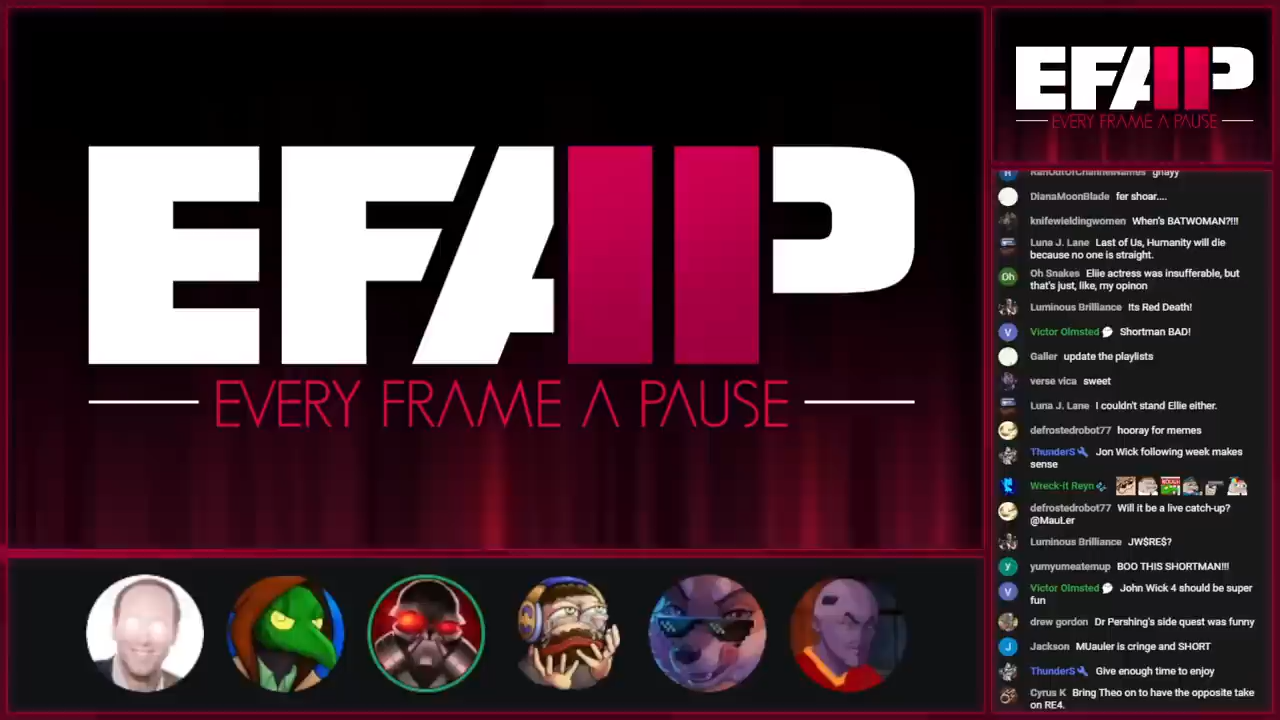 EFAP
EVERY FRAME A PAUSE
EFAP
EVERY FRAME A PAUSE
RanOutOfChannelNames ghayy
DianaMoonBlade fer shoar....
knifewieldingwomen When's BATWOMAN?!!!
Luna J. Lane Last of Us, Humanity will die
because no one is straight.
Oh
Oh Snakes Ellie actress was insufferable, but
that's just, like, my opinon
Luminous Brilliance Its Red Death!
V
Victor Olmsted Shortman BAD!
Galler update the playlists
verse vica sweet
Luna J. Lane I couldn't stand Ellie either.
defrostedrobot77 hooray for memes
ThunderS Jon Wick following week makes
sense
Wreck-it Reyn
defrostedrobot77 Will it be a live catch-up?
@MauLer
Luminous Brilliance JW$RE$?
y
yumyumeatemup BOO THIS SHORTMAN!!!
V
Victor Olmsted John Wick 4 should be super
fun
drew gordon Dr Pershing's side quest was funny
J
Jackson MUauler is cringe and SHORT
ThunderS Give enough time to enjoy
Cyrus K Bring Theo on to have the opposite take
on RE4.